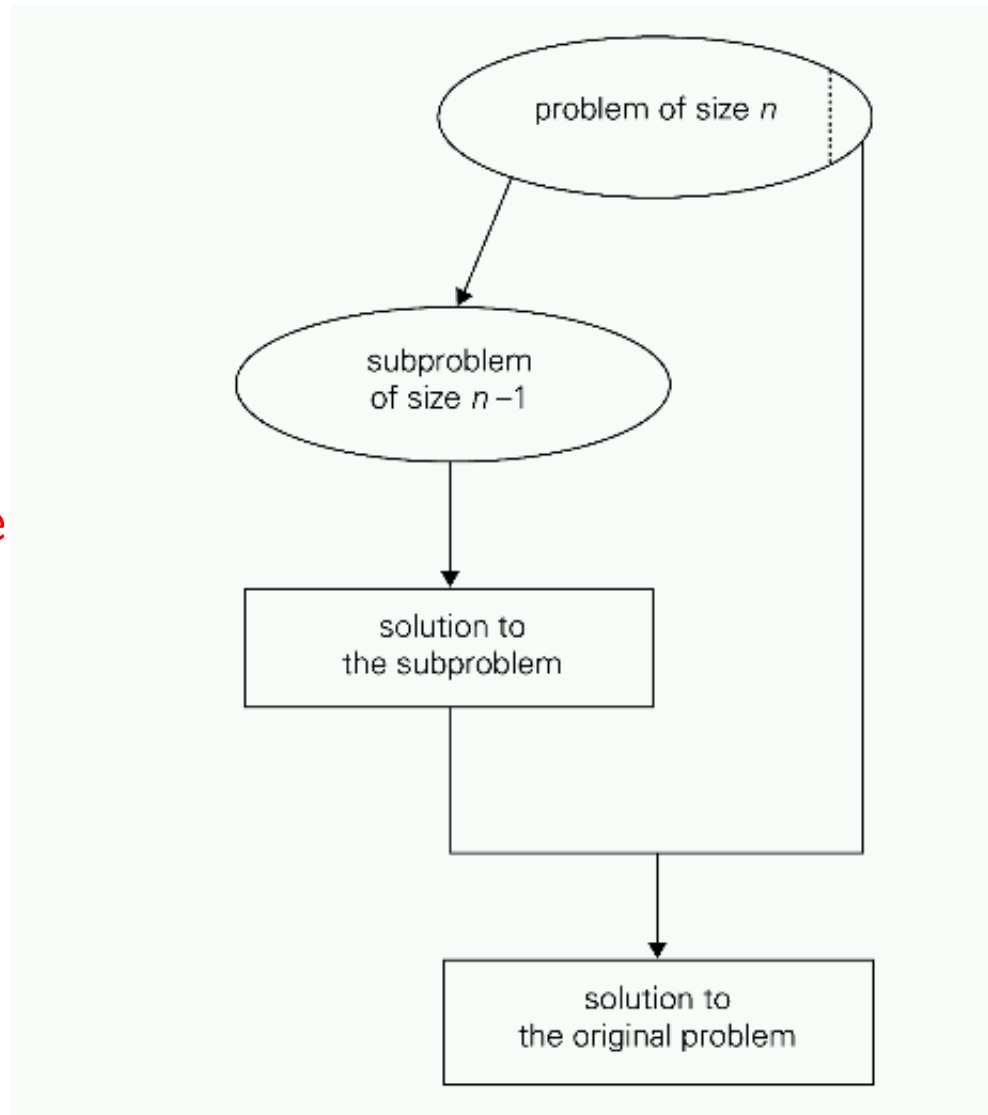 problem of size n
subproblem
of size n –1
e
solution to
the subproblem
solution to
the original problem